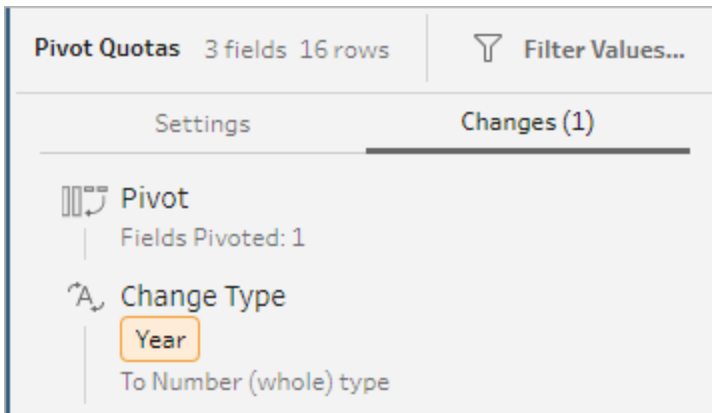 Pivot Quotas 3 fields 16 rows Filter Values...
Settings Changes (1)
Pivot
Fields Pivoted: 1
Change Type
Year
To Number (whole) type